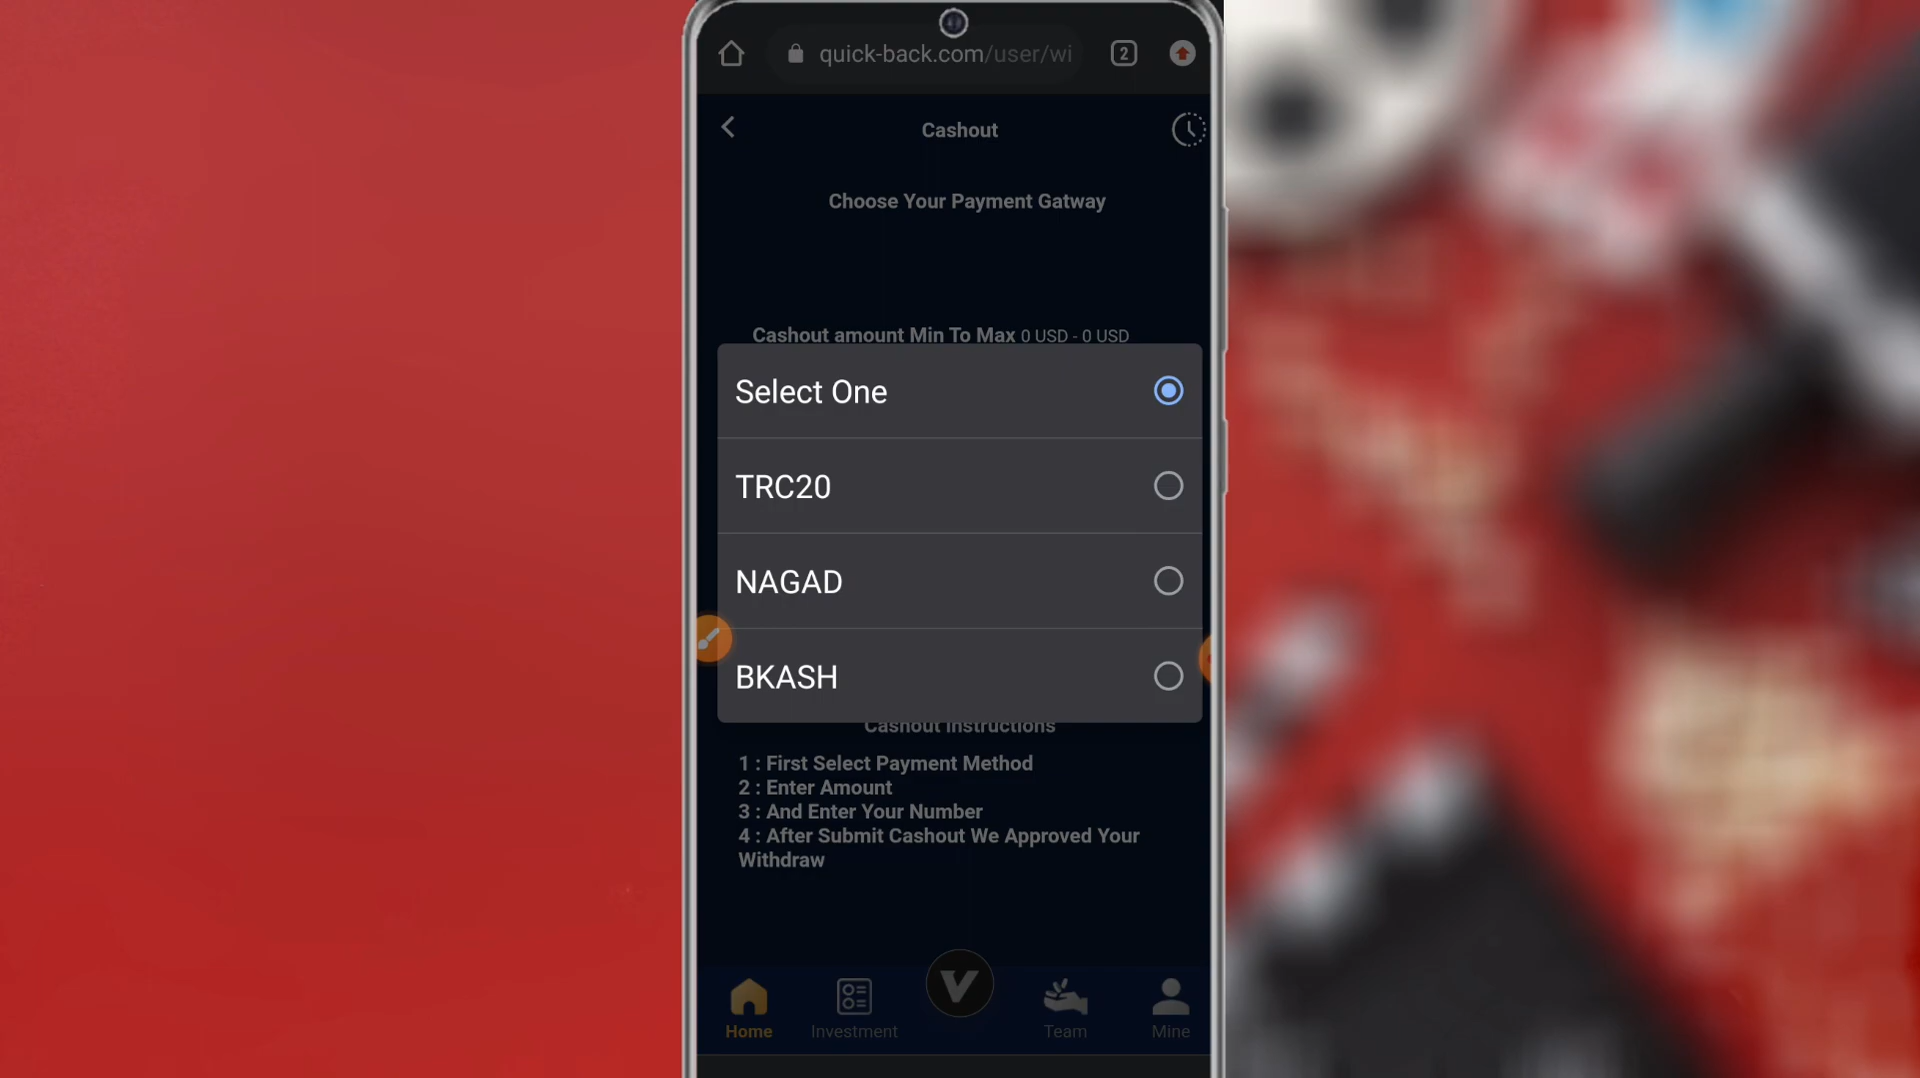 quick-back.com/user/wi
2
Cashout
Choose Your Payment Gatway
Cashout amount Min To Max 0 USD - 0 USD
Select One
TRC20
NAGAD
BKASH
Cashout Instructions
1 : First Select Payment Method
2 : Enter Amount
3 : And Enter Your Number
4 : After Submit Cashout We Approved Your
Withdraw
V
Home
Investment
Team
Mine